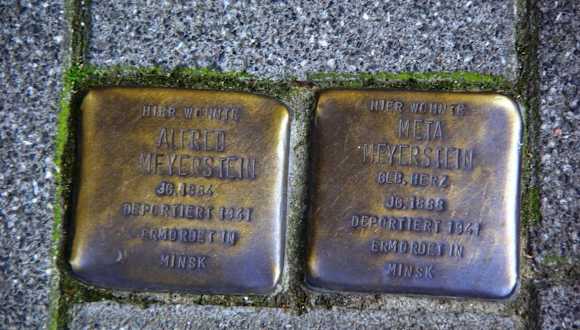 HIER WOHNTE
ALFRED
MEYERSTEIN
JG. 1884
DEPORTIERT 1941
ERMORDET IN
MINSK
HIER WOHNTE
META
MEYERSTEIN
GEB. HERZ
JG. 1888
DEPORTIERT 1941
ERMORDET IN
MINSK